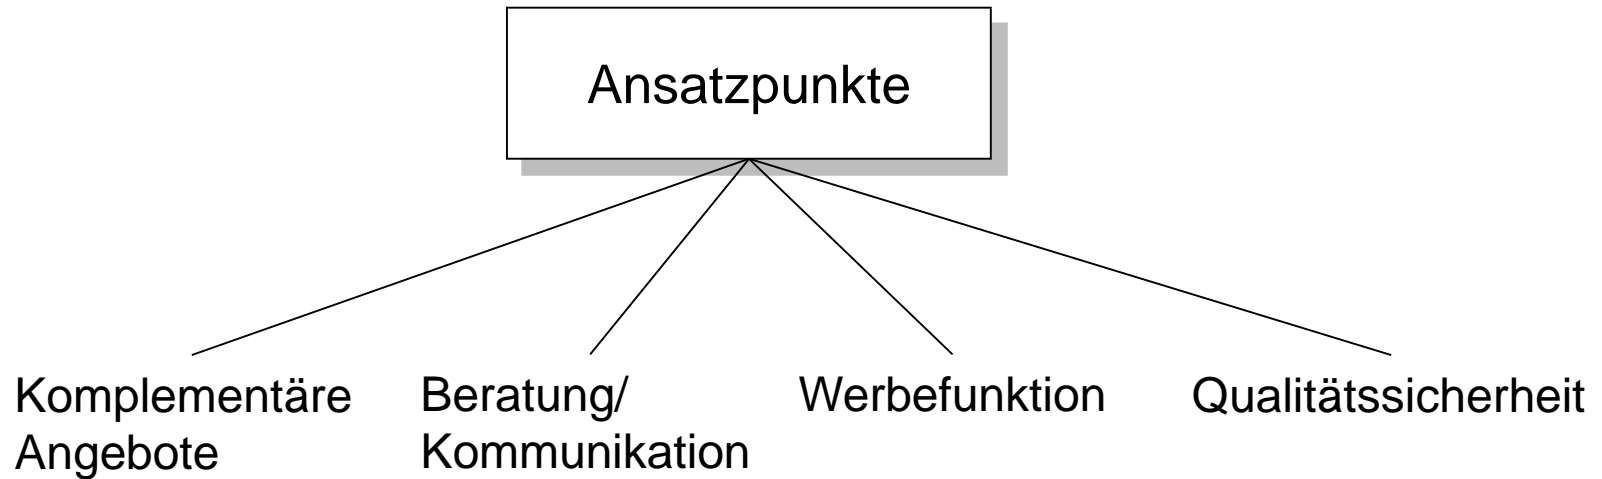 Ansatzpunkte
Komplementäre
Angebote
Beratung/
Kommunikation
Werbefunktion
Qualitätssicherheit